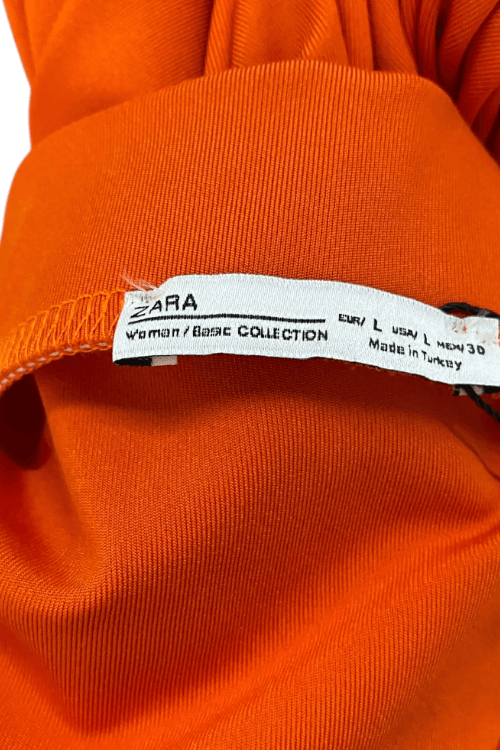 ZARA
Woman / Basic COLLECTION
EUR/ L USA/ L MEX/ 30
Made in Turkey